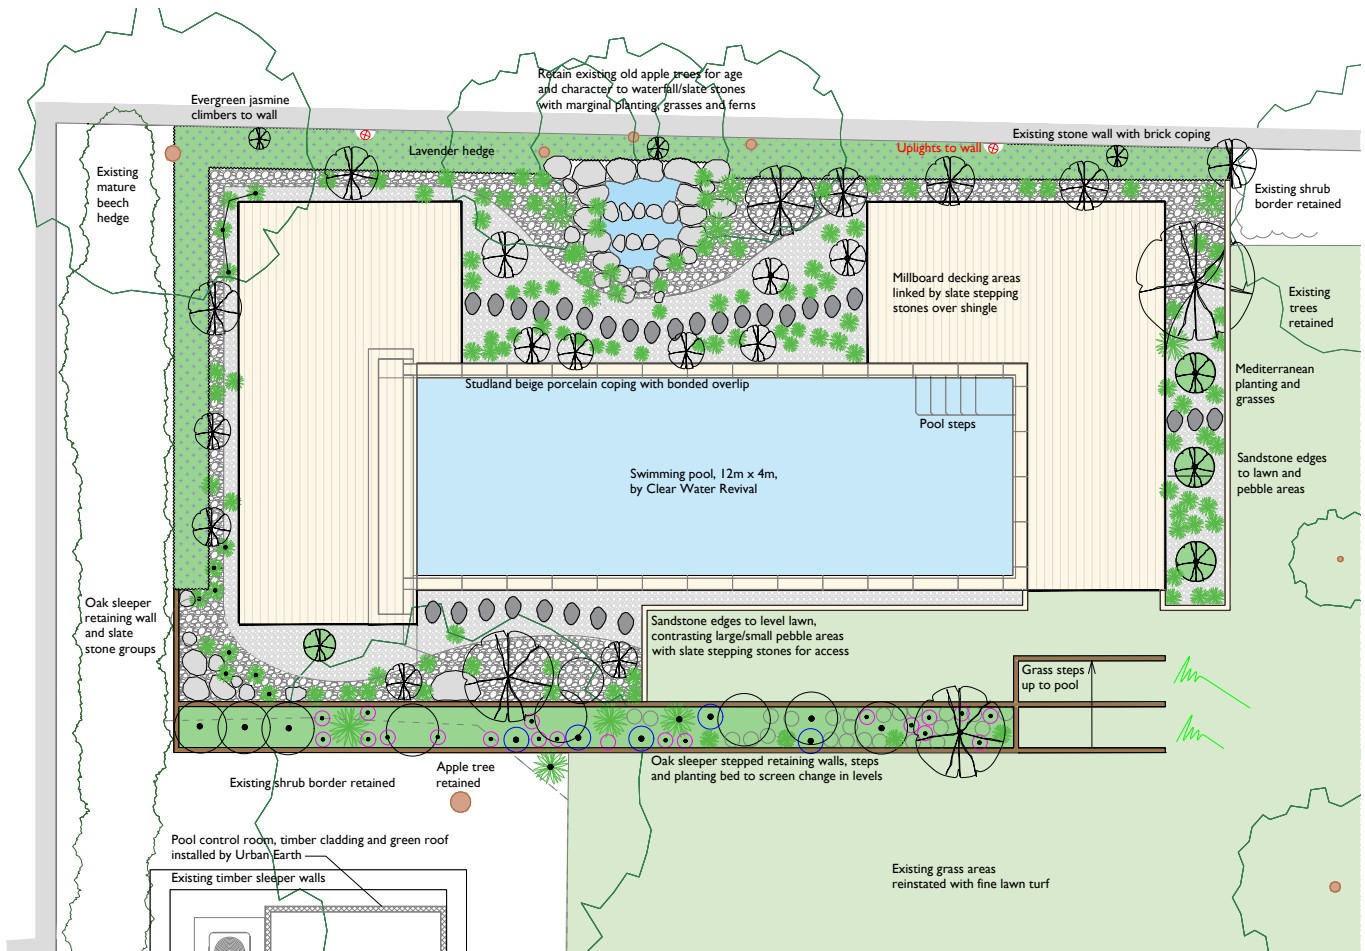 Retain existing old apple trees for age
and character to waterfall/slate stones
with marginal planting, grasses and ferns
Evergreen jasmine
climbers to wall
Existing stone wall with brick coping
Lavender hedge
Uplights to wall
Existing
mature
beech
hedge
Existing shrub
border retained
Millboard decking areas
linked by slate stepping
stones over shingle
Existing
trees
retained
Studland beige porcelain coping with bonded overlip
Mediterranean
planting and
grasses
Pool steps
Swimming pool, 12m x 4m,
by Clear Water Revival
Sandstone edges
to lawn and
pebble areas
Oak sleeper
retaining wall
and slate
stone groups
Sandstone edges to level lawn,
contrasting large/small pebble areas
with slate stepping stones for access
Grass steps
up to pool
Oak sleeper stepped retaining walls, steps
and planting bed to screen change in levels
Existing shrub border retained
Apple tree
retained
Pool control room, timber cladding and green roof
installed by Urban Earth
Existing timber sleeper walls
Existing grass areas
reinstated with fine lawn turf